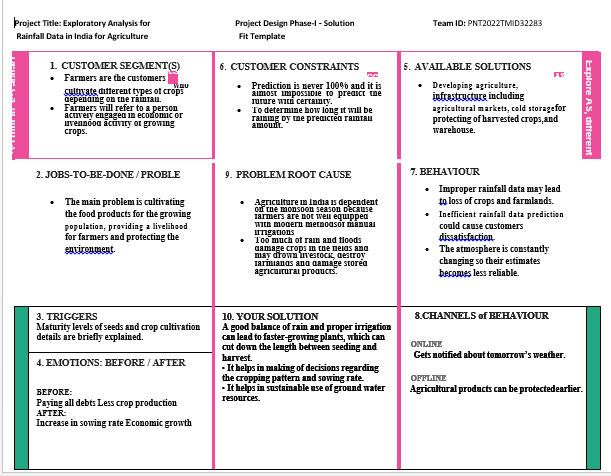 Project Title: Exploratory Analysis for
Rainfall Data in India for Agriculture
Project Design Phase-I - Solution
Fit Template
Team ID: PNT2022TMID32283
1. CUSTOMER SEGMENT(S)
• Farmers are the customers
who
cultivate different types of crops
depending on the rainfall.
• Farmers will refer to a person
actively engaged in economic or
livelihood activity of growing
crops.
6. CUSTOMER CONSTRAINTS
• Prediction is never 100% and it is
almost impossible to predict the
future with certainty.
• To determine how long it will be
raining by the predicted rainfall
amount.
5. AVAILABLE SOLUTIONS
• Developing agriculture,
infrastructure including
agricultural markets, cold storagefor
protecting of harvested crops,and
warehouse.
Explore AS, different
2. JOBS-TO-BE-DONE / PROBLE
• The main problem is cultivating
the food products for the growing
population, providing a livelihood
for farmers and protecting the
environment.
9. PROBLEM ROOT CAUSE
• Agriculture in India is dependent
on the monsoon season because
farmers are not well equipped
with modern methodsof manual
irrigations
• Too much of rain and floods
damage crops in the fields and
may drown livestock, destroy
farmlands and damage stored
agricultural products.
7. BEHAVIOUR
• Improper rainfall data may lead
to loss of crops and farmlands.
• Inefficient rainfall data prediction
could cause customers
dissatisfaction.
• The atmosphere is constantly
changing so their estimates
becomes less reliable.
3. TRIGGERS
Maturity levels of seeds and crop cultivation
details are briefly explained.
4. EMOTIONS: BEFORE / AFTER
BEFORE:
Paying all debts Less crop production
AFTER:
Increase in sowing rate Economic growth
10. YOUR SOLUTION
A good balance of rain and proper irrigation
can lead to faster-growing plants, which can
cut down the length between seeding and
harvest.
- It helps in making of decisions regarding
the cropping pattern and sowing rate.
- It helps in sustainable use of ground water
resources.
8.CHANNELS of BEHAVIOUR
ONLINE
Gets notified about tomorrow's weather.
OFFLINE
Agricultural products can be protectedearlier.